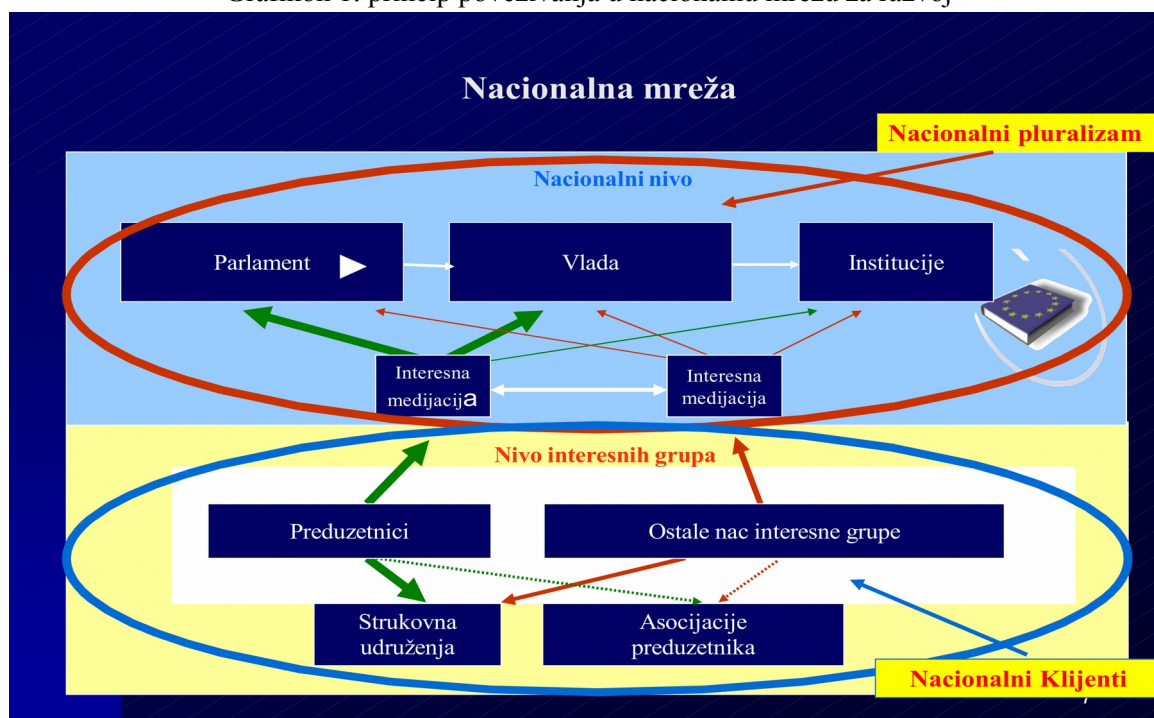 Nacionalna mreža
Nacionalni pluralizam
Nacionalni nivo
Parlament
Vlada
Institucije
Interesna
medijacija
Interesna
medijacija
Nivo interesnih grupa
Preduzetnici
Ostale nac interesne grupe
Strukovna
udruženja
Asocijacije
preduzetnika
Nacionalni Klijenti